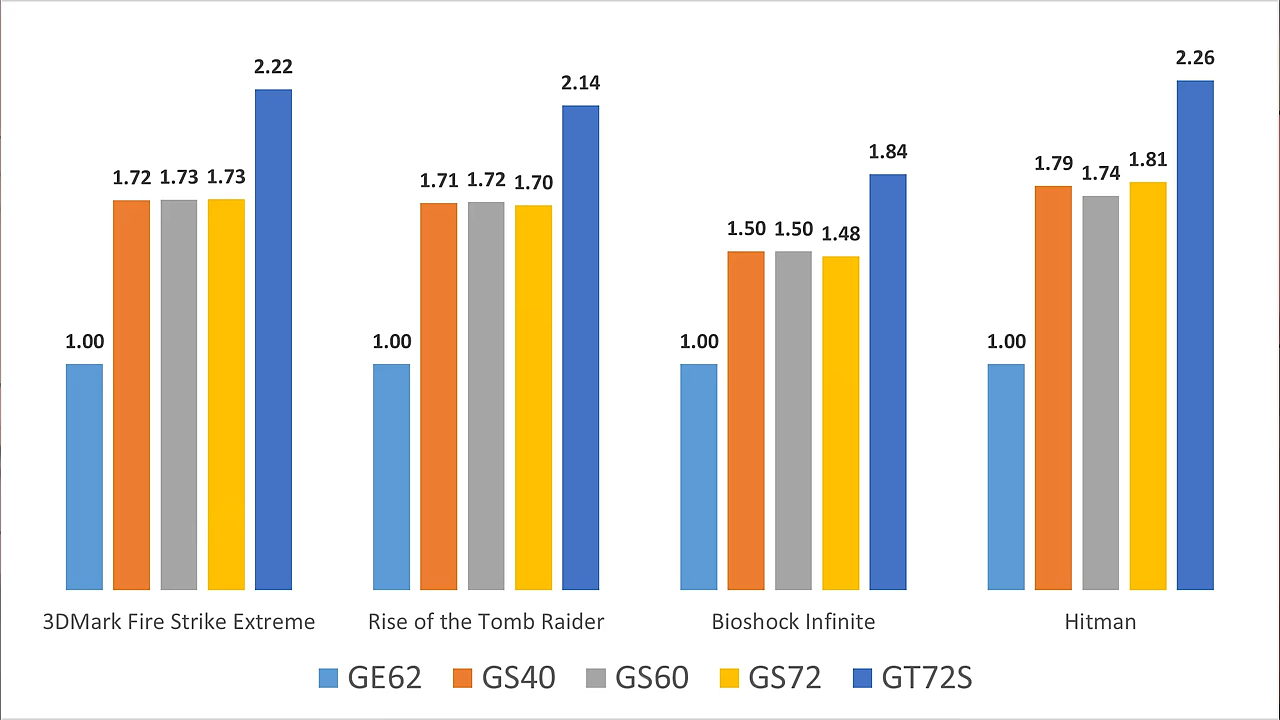 2.22
1.72 1.73 1.73
1.00
2.14
1.71 1.72 1.70
1.00
1.84
1.50 1.50 1.48
1.00
2.26
1.79 1.74 1.81
1.00
3DMark Fire Strike Extreme
Rise of the Tomb Raider
Bioshock Infinite
Hitman
GE62 GS40 GS60 GS72 GT72S